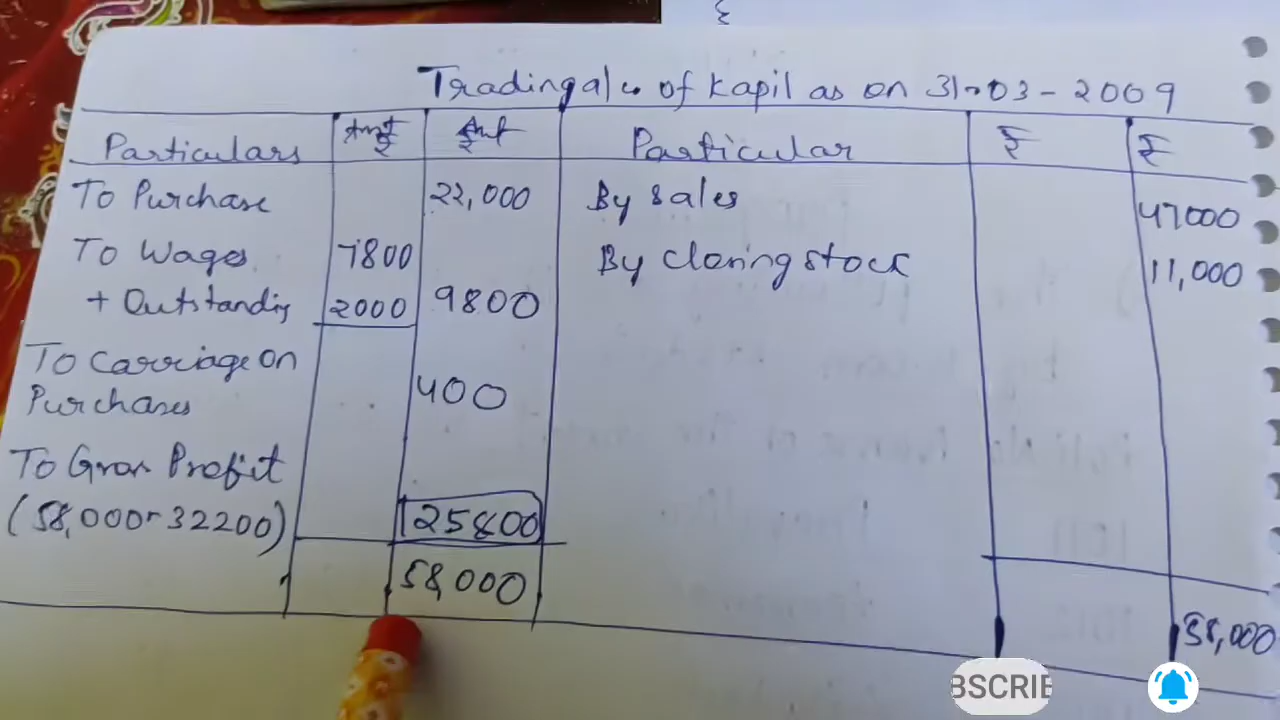 Trading a/c of Kapil as on 31-03-2009
Particulars Amt ₹ Amt ₹ Particular ₹ ₹
To Purchase 22,000 By sales 47000
To Wages 7800 By closing stock 11,000
+ Outstanding 2000 9800
To Carriage on
Purchases 400
To Gross Profit
(58,000-32200) 25800
58,000 58,000
BSCRIE